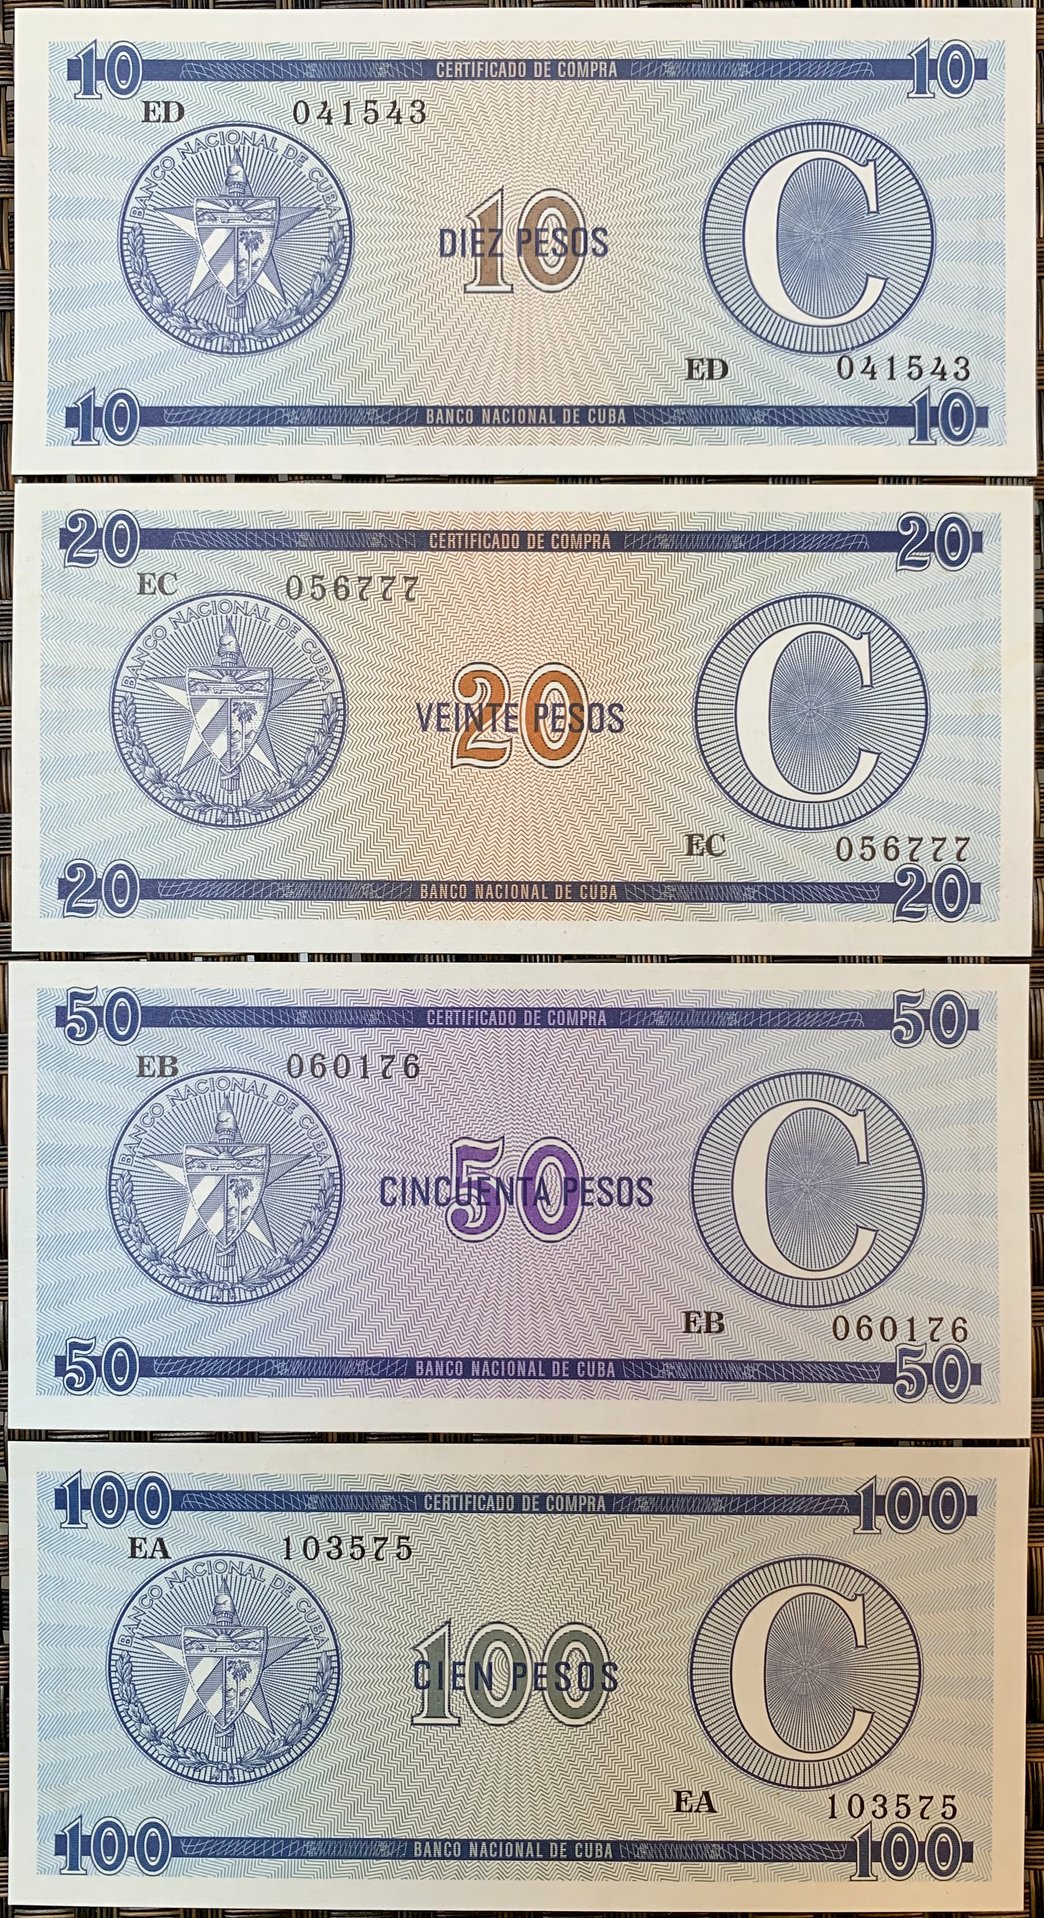 10 CERTIFICADO DE COMPRA 10
ED 041543
BANCO NACIONAL DE CUBA
10
DIEZ PESOS
C
ED 041543
10 BANCO NACIONAL DE CUBA 10
20 CERTIFICADO DE COMPRA 20
EC 056777
BANCO NACIONAL DE CUBA
20
VEINTE PESOS
C
EC 056777
20 BANCO NACIONAL DE CUBA 20
50 CERTIFICADO DE COMPRA 50
EB 060176
BANCO NACIONAL DE CUBA
50
CINCUENTA PESOS
C
EB 060176
50 BANCO NACIONAL DE CUBA 50
100 CERTIFICADO DE COMPRA 100
EA 103575
BANCO NACIONAL DE CUBA
100
CIEN PESOS
C
EA 103575
100 BANCO NACIONAL DE CUBA 100